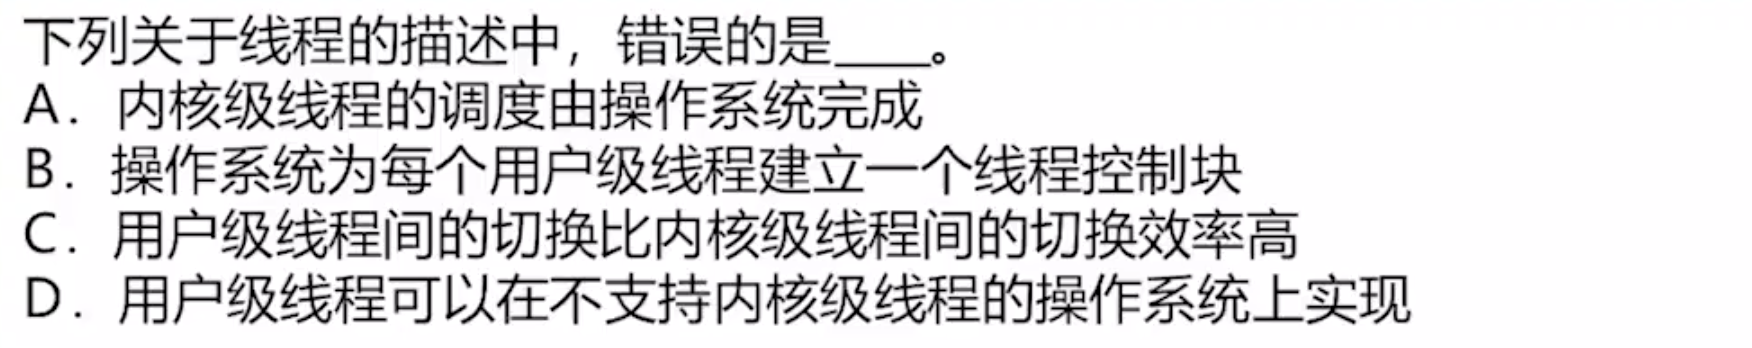 下列关于线程的描述中，错误的是____。
A．内核级线程的调度由操作系统完成
B．操作系统为每个用户级线程建立一个线程控制块
C．用户级线程间的切换比内核级线程间的切换效率高
D．用户级线程可以在不支持内核级线程的操作系统上实现